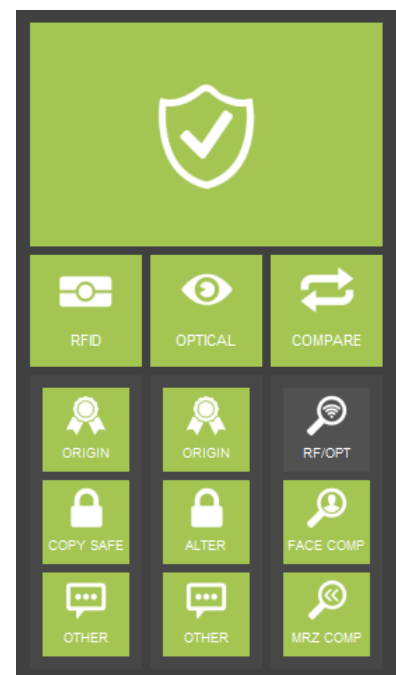 RFID
OPTICAL
COMPARE
ORIGIN
ORIGIN
RF/OPT
COPY SAFE
ALTER
FACE COMP
OTHER
OTHER
MRZ COMP